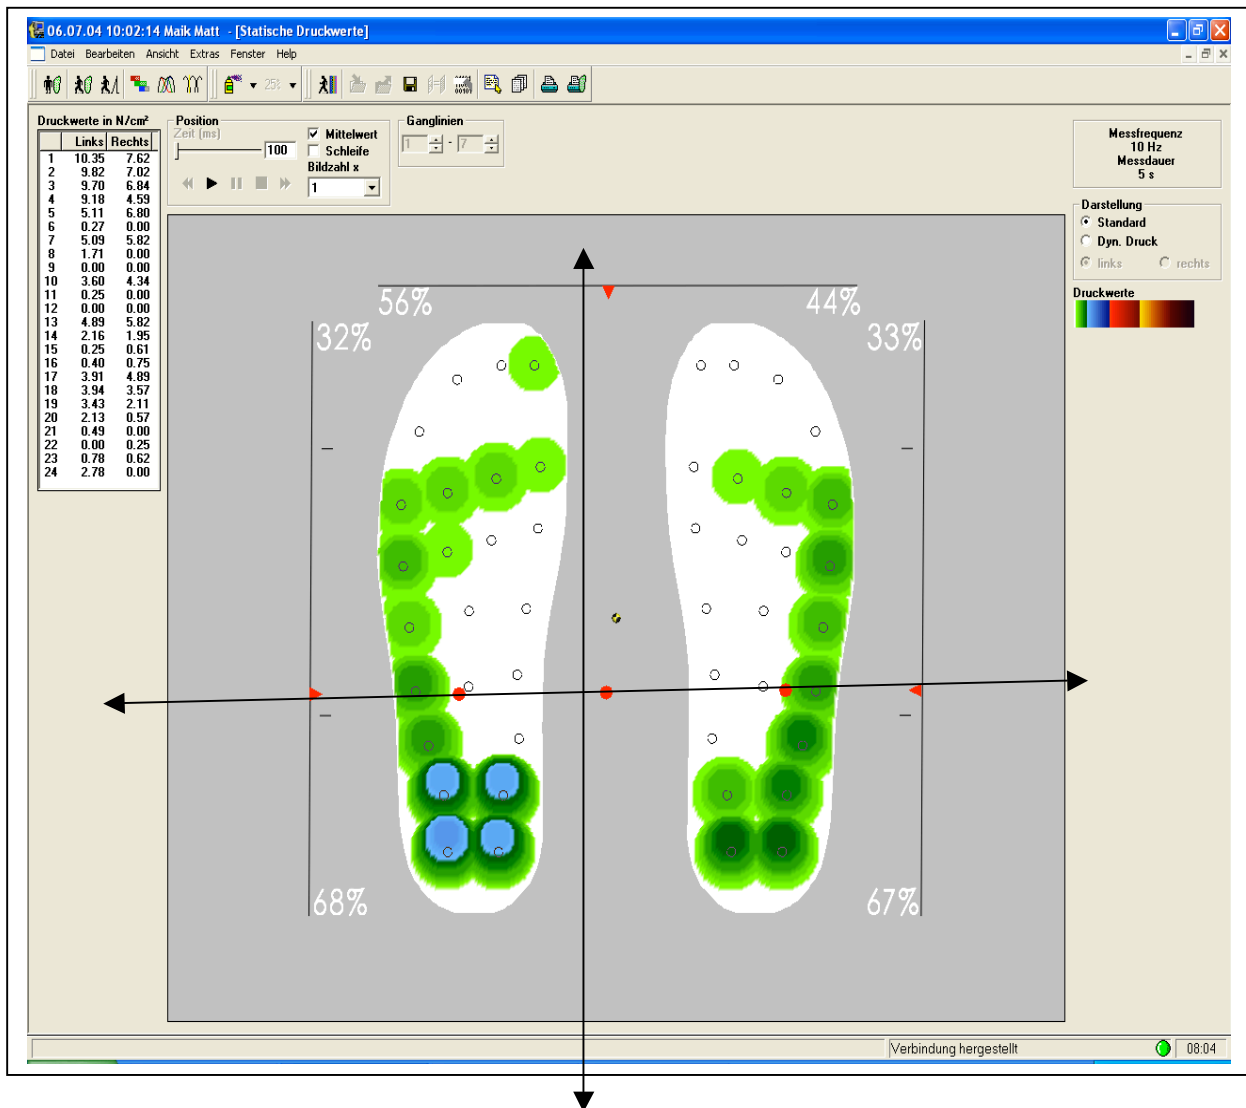 06.07.04 10:02:14 Maik Matt - [Statische Druckwerte]
Datei Bearbeiten Ansicht Extras Fenster Help
25%
00101
Druckwerte in N/cm²
Links Rechts
1 10.35 7.62
2 9.82 7.02
3 9.70 6.84
4 9.18 4.59
5 5.11 6.80
6 0.27 0.00
7 5.09 5.82
8 1.71 0.00
9 0.00 0.00
10 3.60 4.34
11 0.25 0.00
12 0.00 0.00
13 4.89 5.82
14 2.16 1.95
15 0.25 0.61
16 0.40 0.75
17 3.91 4.89
18 3.94 3.57
19 3.43 2.11
20 2.13 0.57
21 0.49 0.00
22 0.00 0.25
23 0.78 0.62
24 2.78 0.00
Position
Zeit (ms)
100
Mittelwert
Schleife
Bildzahl x
1
Ganglinien
1 - 7
Messfrequenz
10 Hz
Messdauer
5 s
Darstellung
Standard
Dyn. Druck
links rechts
Druckwerte
56% 44%
32% 33%
68% 67%
Verbindung hergestellt 08:04